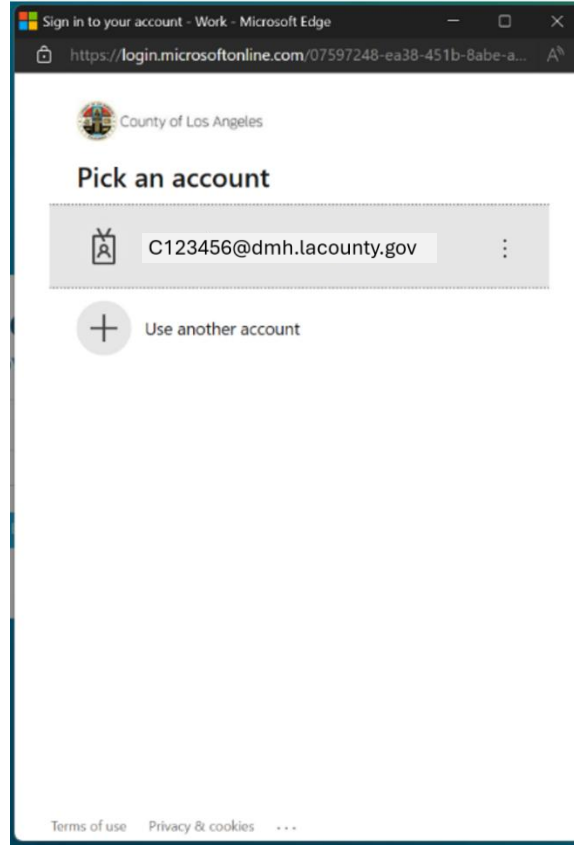 Sign in to your account - Work - Microsoft Edge
https://login.microsoftonline.com/07597248-ea38-451b-8abe-a...
County of Los Angeles
Pick an account
C123456@dmh.lacounty.gov
Use another account
Terms of use Privacy & cookies ...